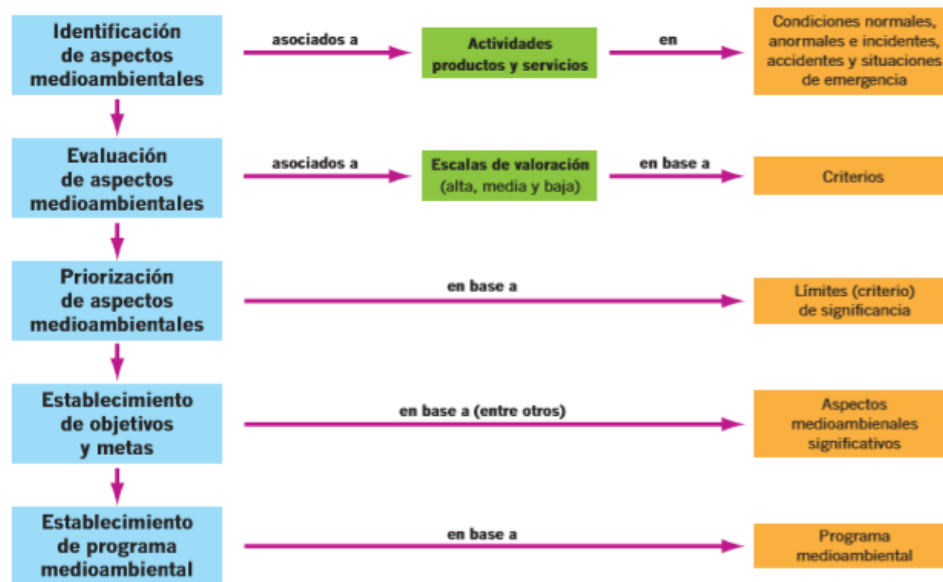 Identificación
de aspectos
medioambientales
asociados a
Actividades
productos y servicios
en
Condiciones normales,
anormales e incidentes,
accidentes y situaciones
de emergencia
Evaluación
de aspectos
medioambientales
asociados a
Escalas de valoración
(alta, media y baja)
en base a
Criterios
Priorización
de aspectos
medioambientales
en base a
Límites (criterio)
de significancia
Establecimiento
de objetivos
y metas
en base a (entre otros)
Aspectos
medioambienales
significativos
Establecimiento
de programa
medioambiental
en base a
Programa
medioambiental